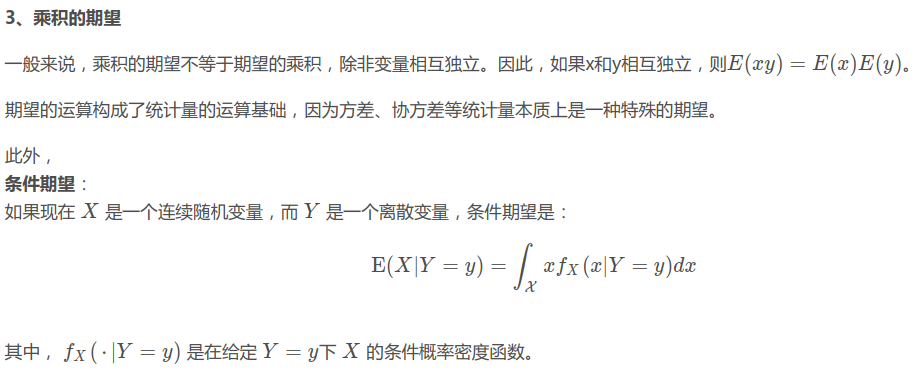 3、乘积的期望
一般来说，乘积的期望不等于期望的乘积，除非变量相互独立。因此，如果x和y相互独立，则E(xy) = E(x)E(y)。
期望的运算构成了统计量的运算基础，因为方差、协方差等统计量本质上是一种特殊的期望。
此外，
条件期望：
如果现在 X 是一个连续随机变量，而 Y 是一个离散变量，条件期望是：
E(X|Y = y) = ∫_𝒳 xf_X(x|Y = y)dx
其中， f_X(·|Y = y) 是在给定 Y = y下 X 的条件概率密度函数。